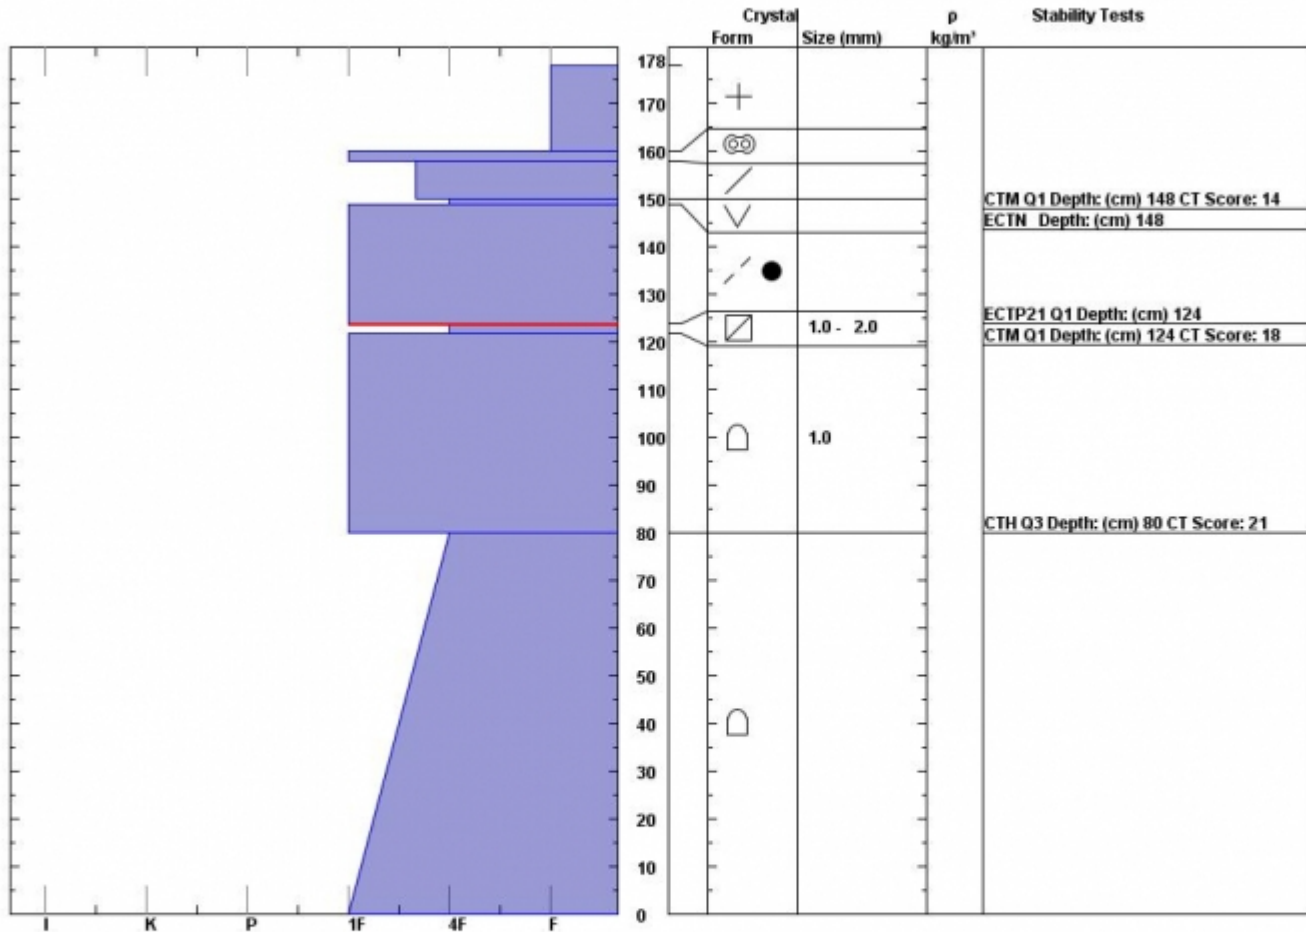 Crystal ρ Stability Tests
Form Size (mm) kg/m³
178
170
160
150
CTM Q1 Depth: (cm) 148 CT Score: 14
ECTN Depth: (cm) 148
140
130
ECTP21 Q1 Depth: (cm) 124
1.0 - 2.0
120
CTM Q1 Depth: (cm) 124 CT Score: 18
110
100 1.0
90
80
CTH Q3 Depth: (cm) 80 CT Score: 21
70
60
50
40
30
20
10
0
I K P 1F 4F F